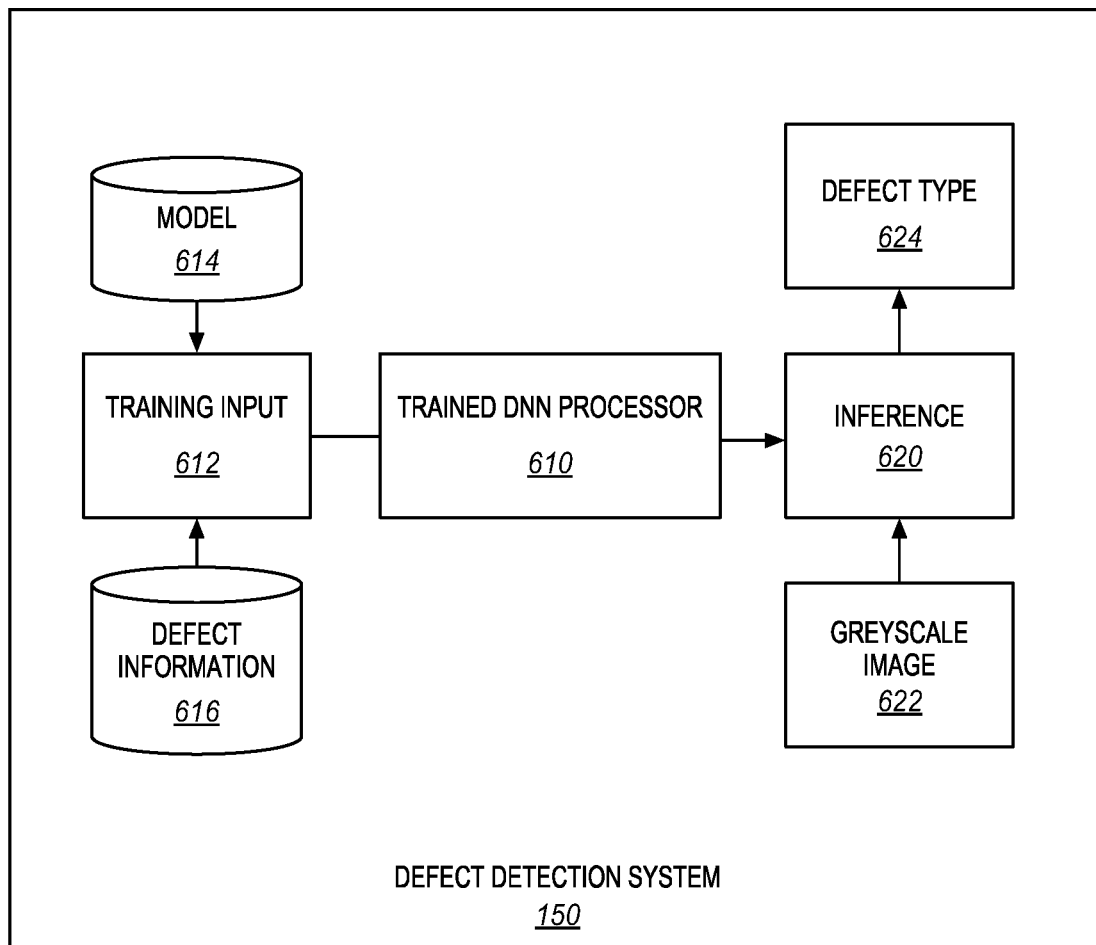 MODEL
614
TRAINING INPUT
612
DEFECT
INFORMATION
616
TRAINED DNN PROCESSOR
610
DEFECT TYPE
624
INFERENCE
620
GREYSCALE
IMAGE
622
DEFECT DETECTION SYSTEM
150